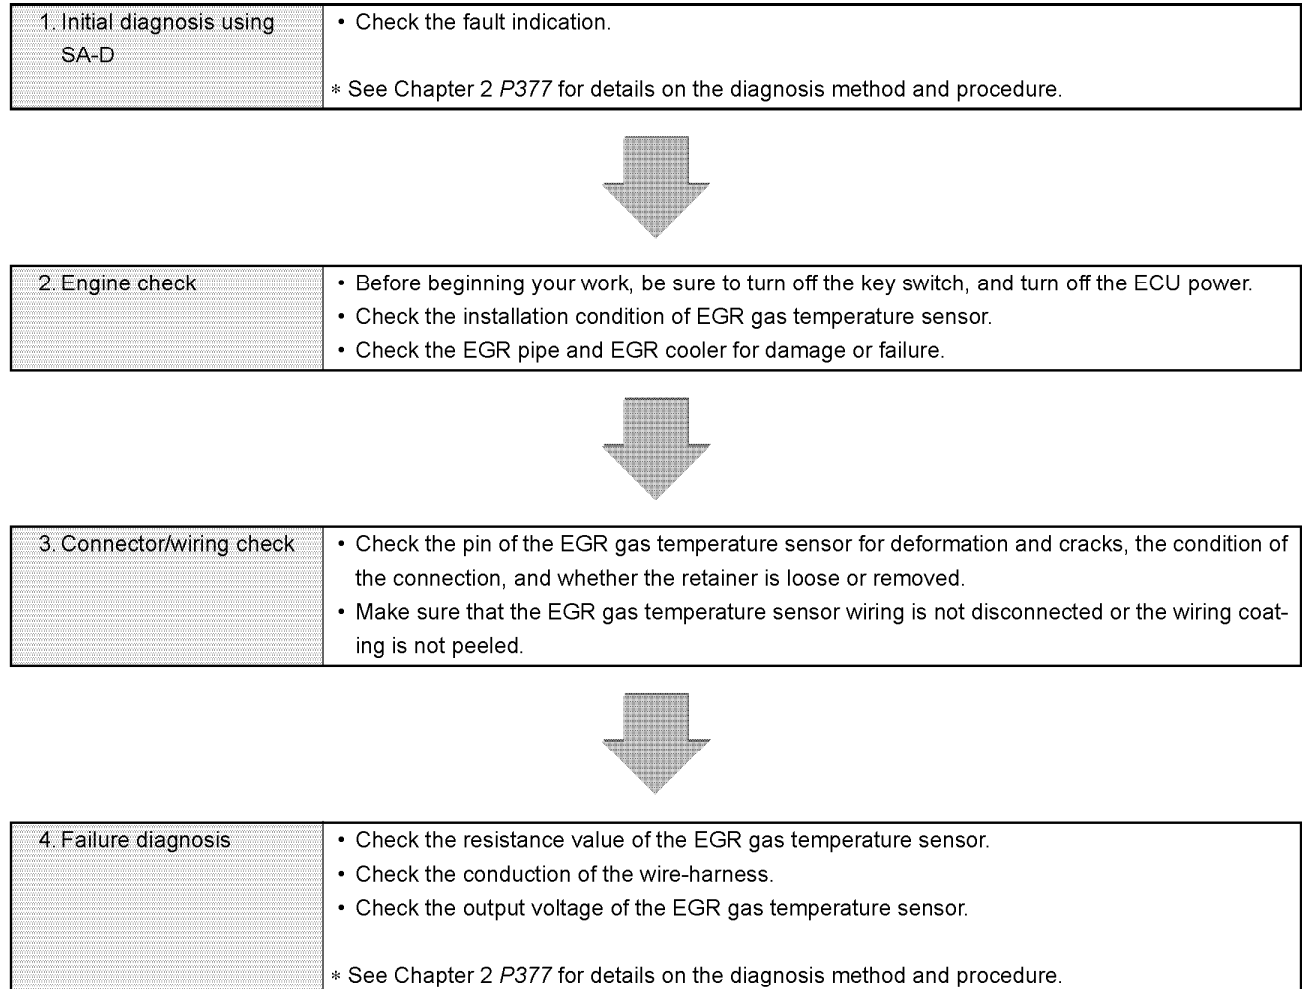 1. Initial diagnosis using
SA-D
• Check the fault indication.
* See Chapter 2 P377 for details on the diagnosis method and procedure.
2. Engine check
• Before beginning your work, be sure to turn off the key switch, and turn off the ECU power.
• Check the installation condition of EGR gas temperature sensor.
• Check the EGR pipe and EGR cooler for damage or failure.
3. Connector/wiring check
• Check the pin of the EGR gas temperature sensor for deformation and cracks, the condition of
the connection, and whether the retainer is loose or removed.
• Make sure that the EGR gas temperature sensor wiring is not disconnected or the wiring coat-
ing is not peeled.
4. Failure diagnosis
• Check the resistance value of the EGR gas temperature sensor.
• Check the conduction of the wire-harness.
• Check the output voltage of the EGR gas temperature sensor.
* See Chapter 2 P377 for details on the diagnosis method and procedure.